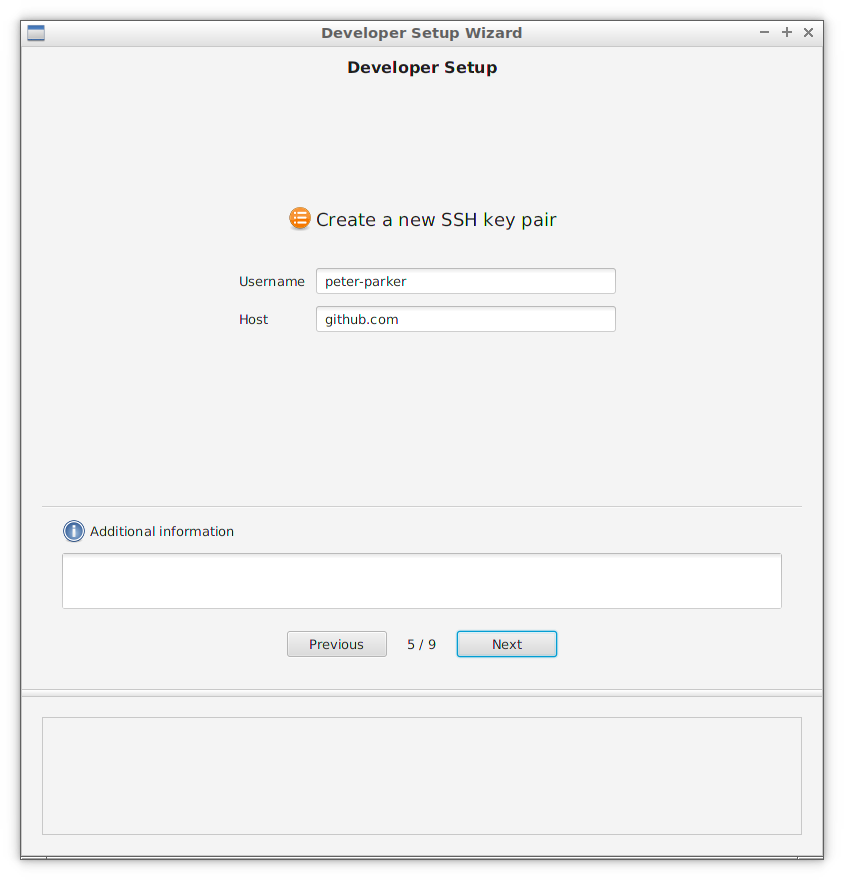 Developer Setup Wizard
Developer Setup
Create a new SSH key pair
Username peter-parker
Host github.com
Additional information
Previous 5 / 9 Next